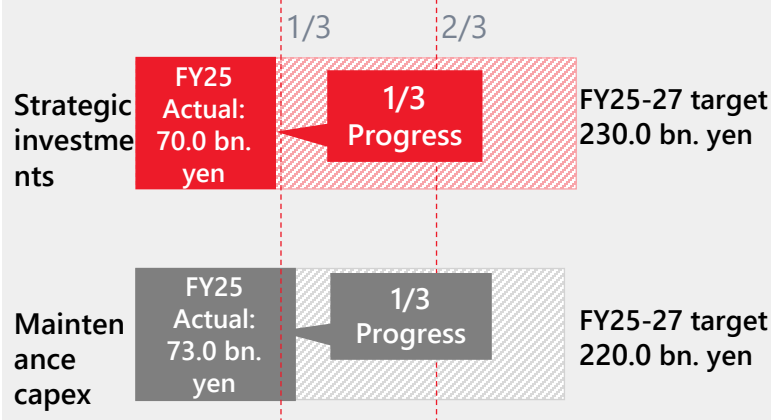 1/3
2/3
Strategic
investme
nts
FY25
Actual:
70.0 bn.
yen
1/3
Progress
FY25-27 target
230.0 bn. yen
Mainten
ance
capex
FY25
Actual:
73.0 bn.
yen
1/3
Progress
FY25-27 target
220.0 bn. yen